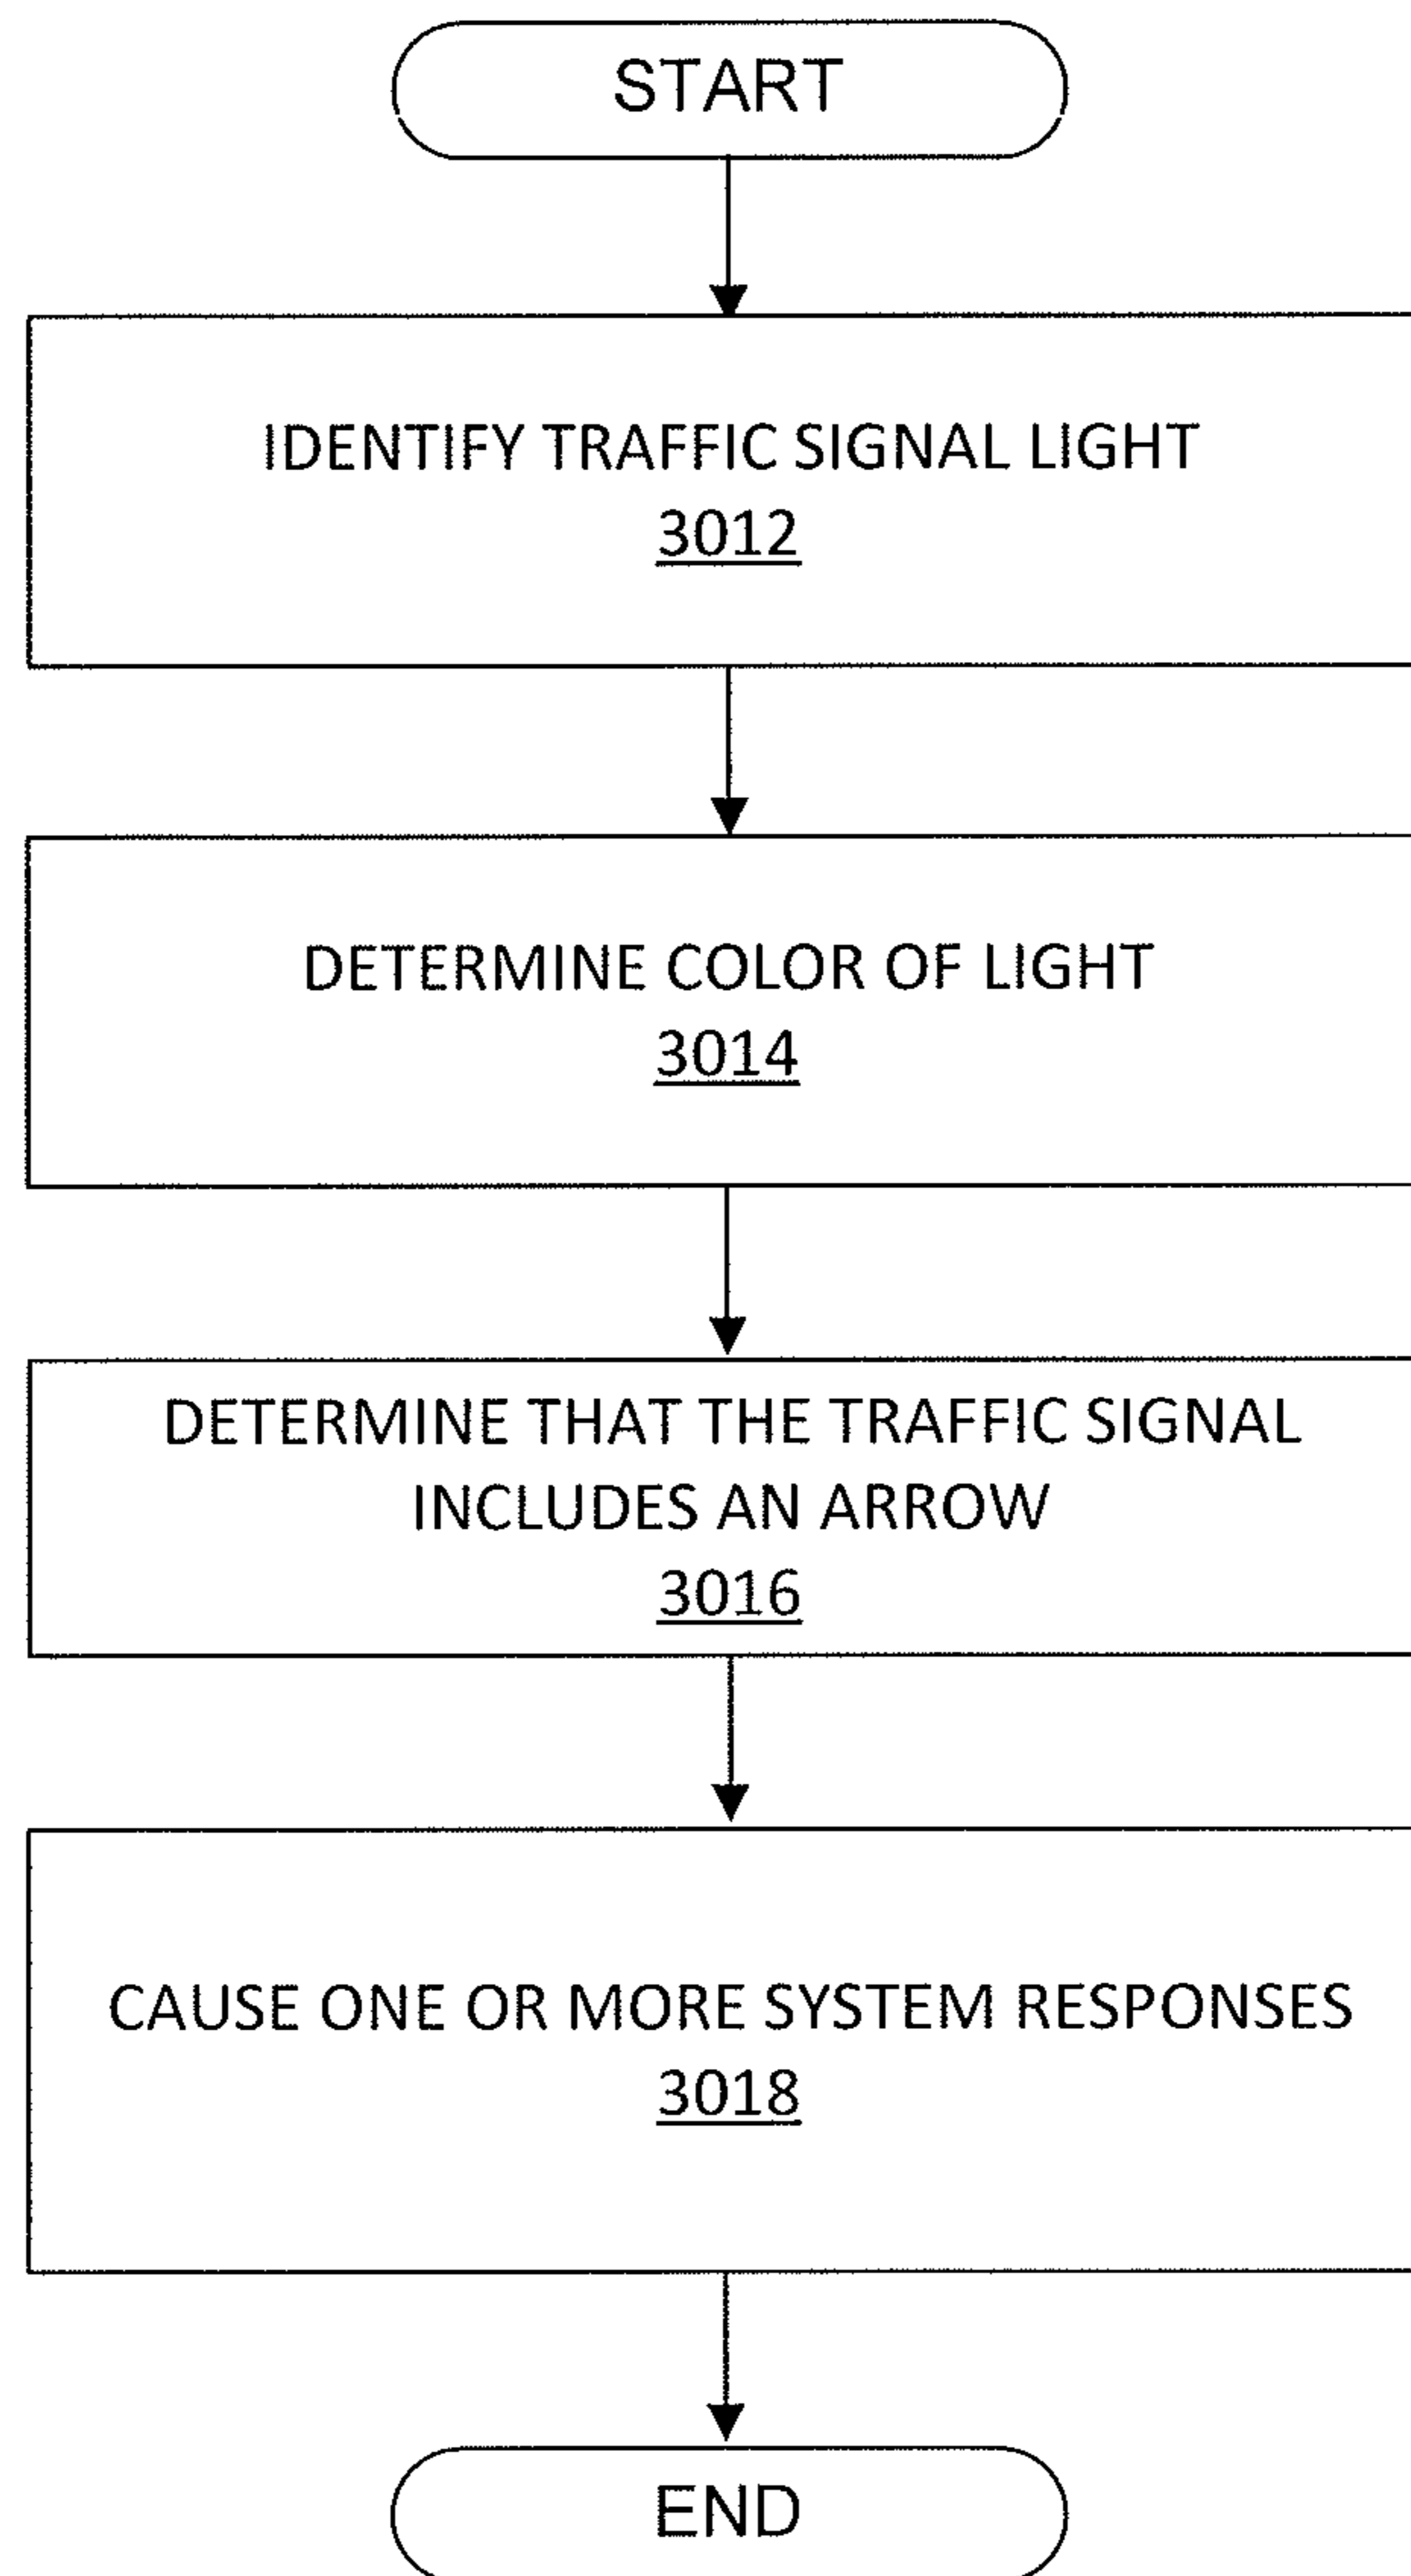 START
IDENTIFY TRAFFIC SIGNAL LIGHT
3012
DETERMINE COLOR OF LIGHT
3014
DETERMINE THAT THE TRAFFIC SIGNAL
INCLUDES AN ARROW
3016
CAUSE ONE OR MORE SYSTEM RESPONSES
3018
END